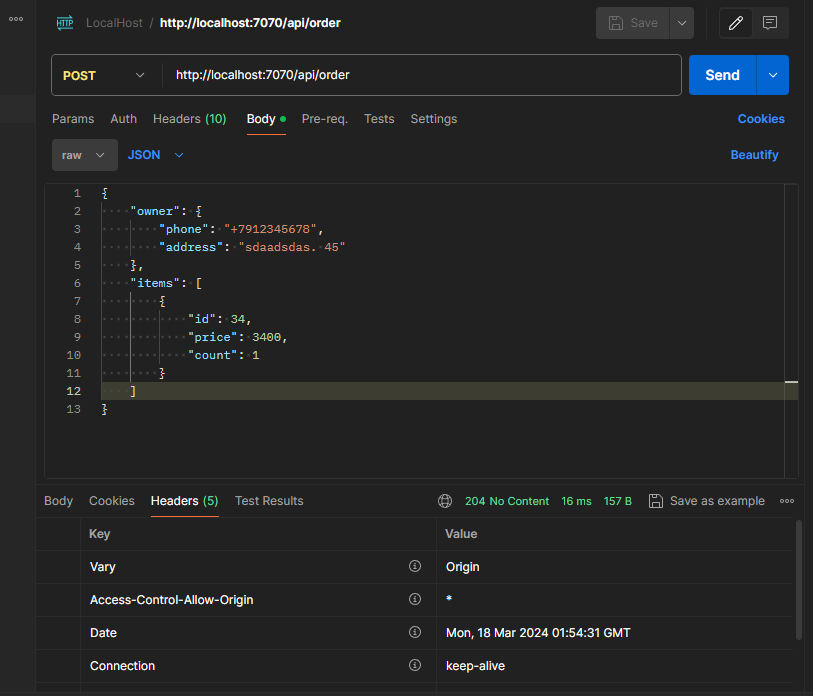 HTTP LocalHost / http://localhost:7070/api/order Save
POST http://localhost:7070/api/order Send
Params Auth Headers (10) Body Pre-req. Tests Settings Cookies
raw JSON Beautify
1 {
2 "owner": {
3 "phone": "+7912345678",
4 "address": "sdaadsdas. 45"
5 },
6 "items": [
7 {
8 "id": 34,
9 "price": 3400,
10 "count": 1
11 }
12 ]
13 }
Body Cookies Headers (5) Test Results 204 No Content 16 ms 157 B Save as example
Key Value
Vary Origin
Access-Control-Allow-Origin *
Date Mon, 18 Mar 2024 01:54:31 GMT
Connection keep-alive